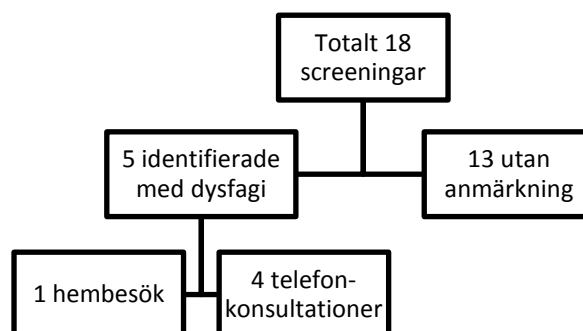 Totalt 18
screeningar
5 identifierade
med dysfagi
13 utan
anmärkning
1 hembesök
4 telefon-
konsultationer